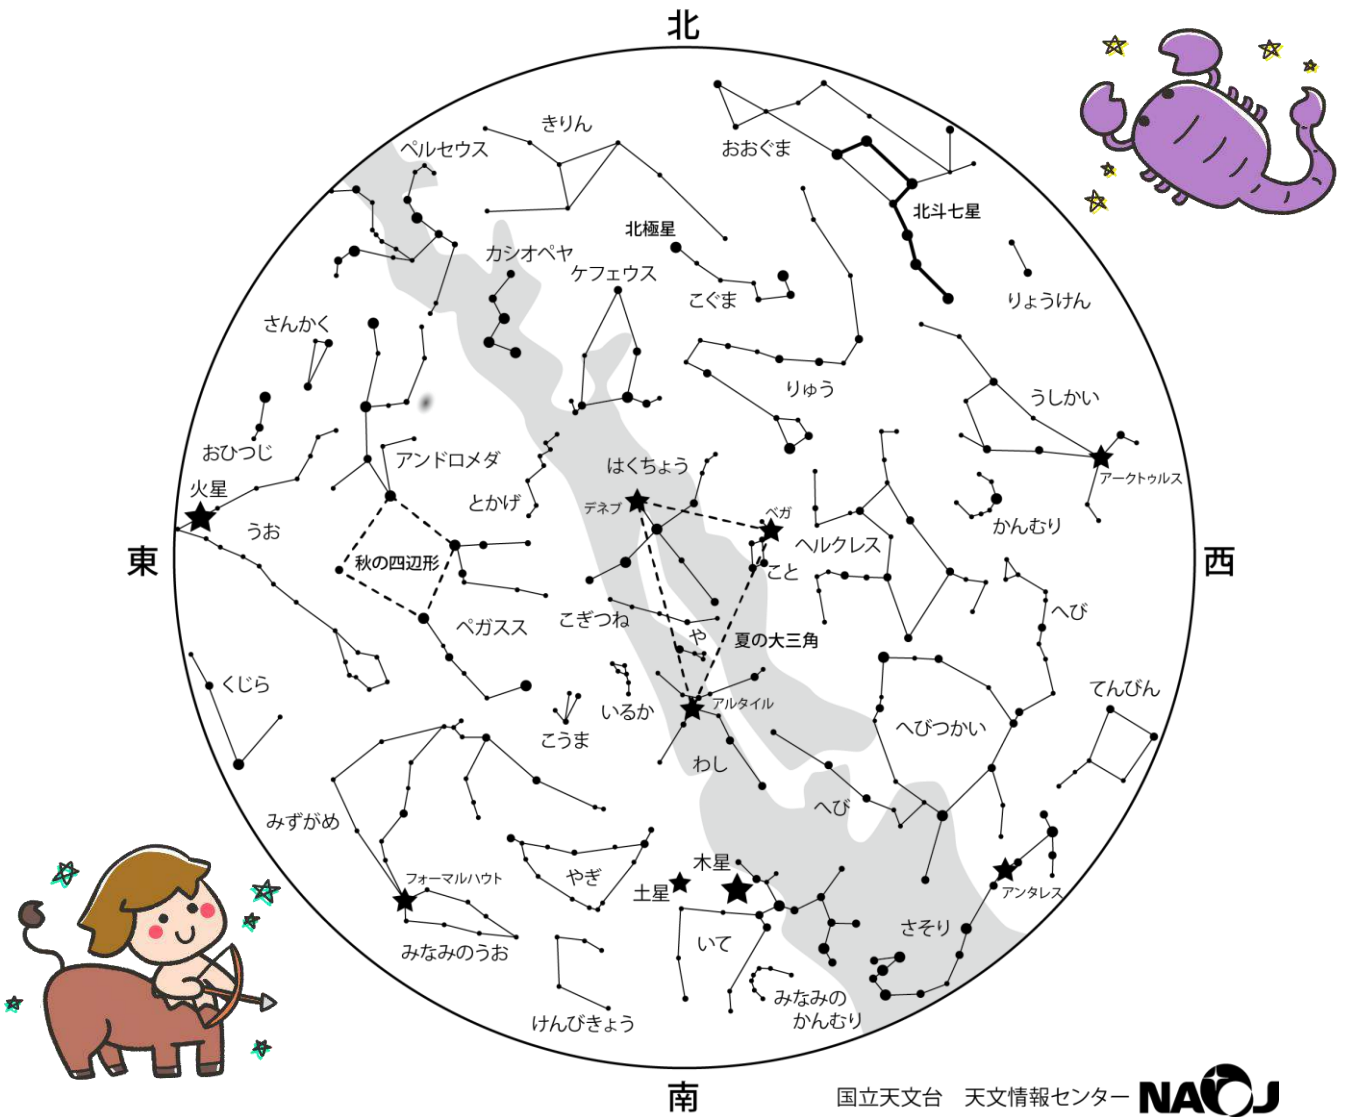 北
きりん
ペルセウス
おおぐま
北斗七星
北極星
カシオペヤ
ケフェウス
こぐま
りょうけん
さんかく
りゅう
うしかい
おひつじ
アンドロメダ
はくちょう
アークトゥルス
火星
とかげ
デネブ
ベガ
かんむり
うお
ヘルクレス
東
秋の四辺形
こと
西
こぎつね
へび
ペガスス
や
夏の大三角
くじら
てんびん
いるか
アルタイル
へびつかい
こうま
わし
みずがめ
へび
木星
フォーマルハウト
やぎ
土星
アンタレス
さそり
みなみのうお
いて
みなみの
かんむり
けんびきょう
南
国立天文台 天文情報センター NAOJ